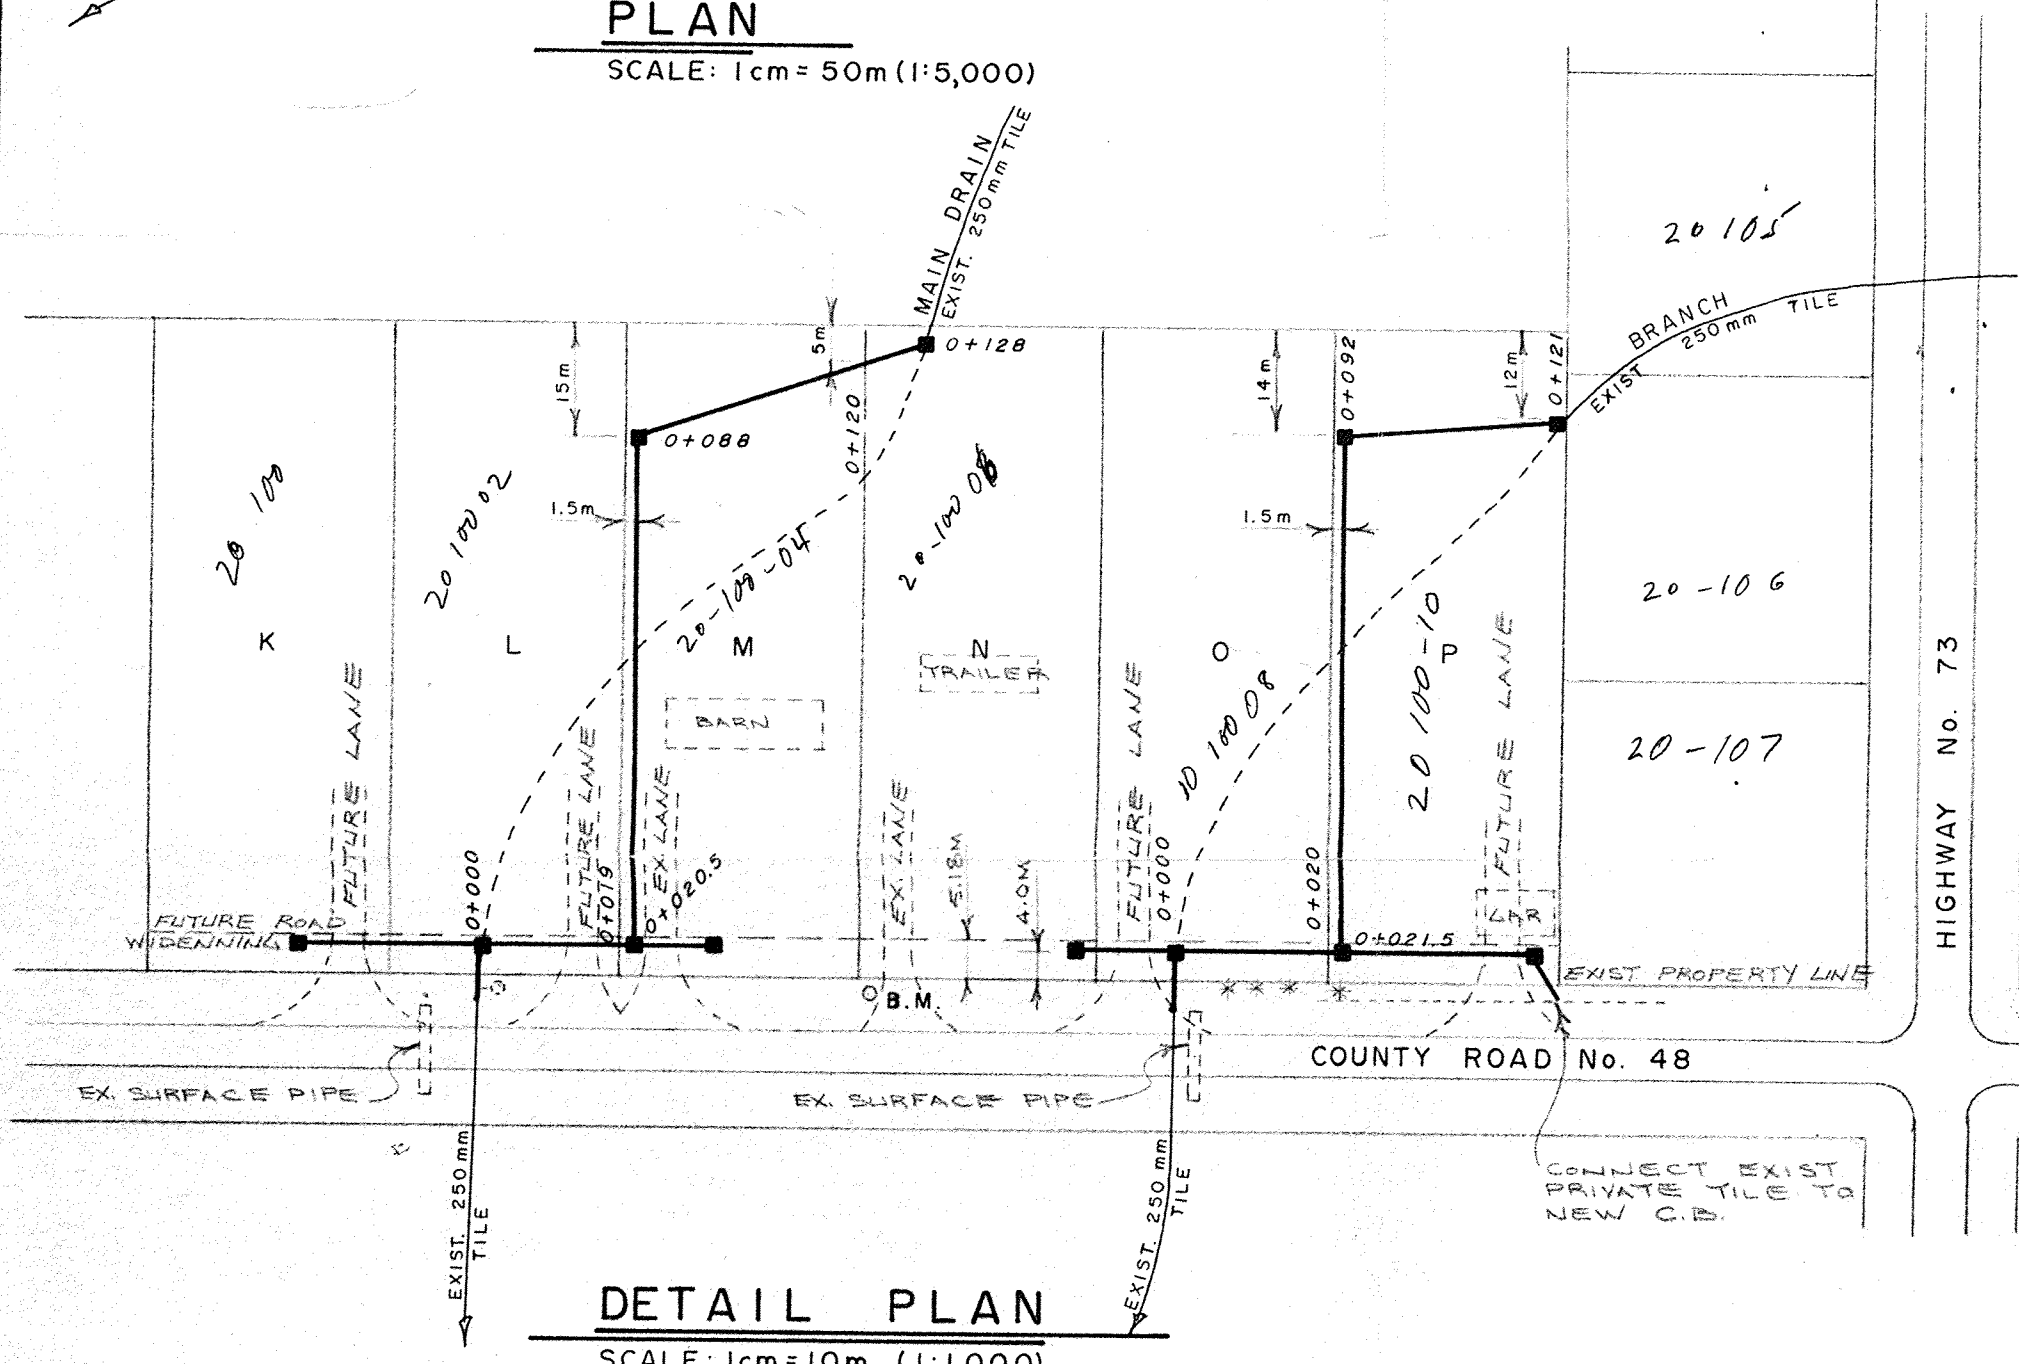 PLAN
SCALE: 1cm = 50m (1:5,000)
MAIN DRAIN
EXIST. 250mm TILE
20 105
BRANCH
250mm TILE
EXIST
5m
0+128
15m
0+088
0+120
14m
0+092
12m
0+121
1.5m
1.5m
20 100
20 100 02
20-100-04
20-100 06
10 100 08
20 100-10
20-106
20-107
K
L
M
N
O
P
TRAILER
BARN
FUTURE LANE
FUTURE LANE
EX. LANE
EX. LANE
FUTURE LANE
FUTURE LANE
5.18M
4.0M
0+000
0+079
0+020.5
0+000
0+020
0+021.5
FUTURE ROAD
WIDENNING
B.M.
EXIST PROPERTY LINE
HIGHWAY No. 73
COUNTY ROAD No. 48
EX. SURFACE PIPE
EX. SURFACE PIPE
EXIST. 250mm
TILE
EXIST. 250mm
TILE
CONNECT EXIST.
PRIVATE TILE TO
NEW C.B.
DETAIL PLAN
SCALE: 1cm = 10m (1:1,000)